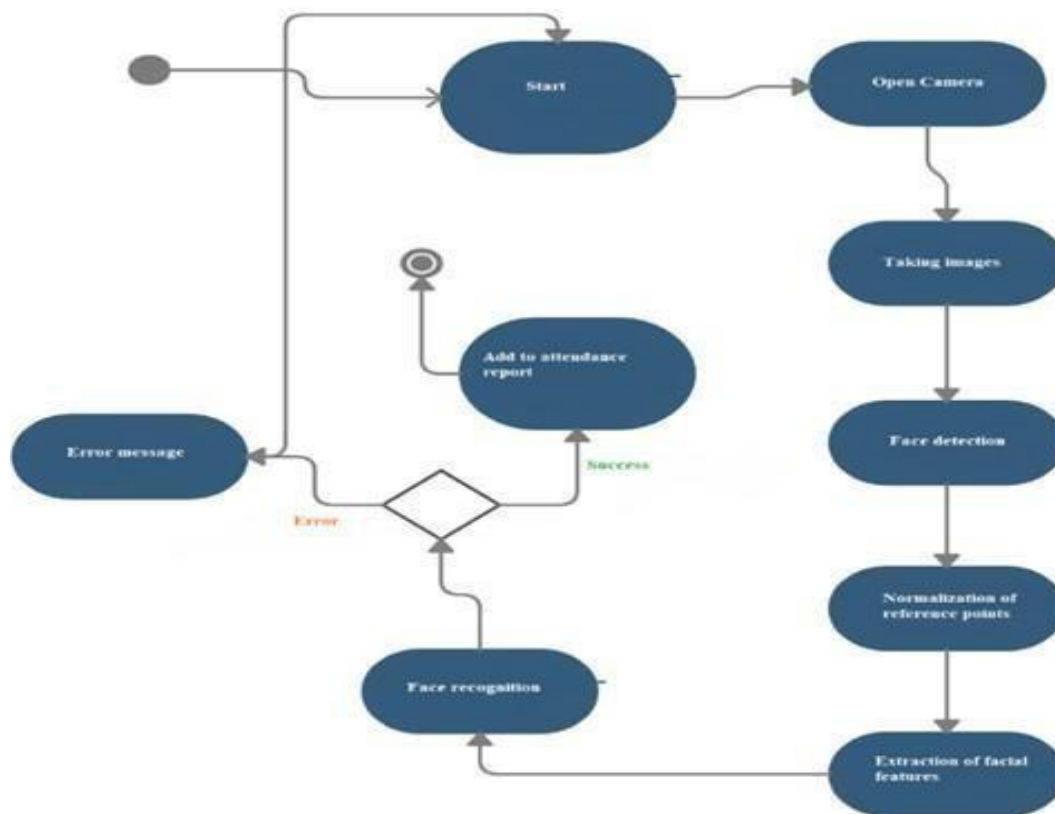 Start
Open Camera
Taking images
Face detection
Normalization of
reference points
Extraction of facial
features
Face recognition
Error
Success
Error message
Add to attendance
report